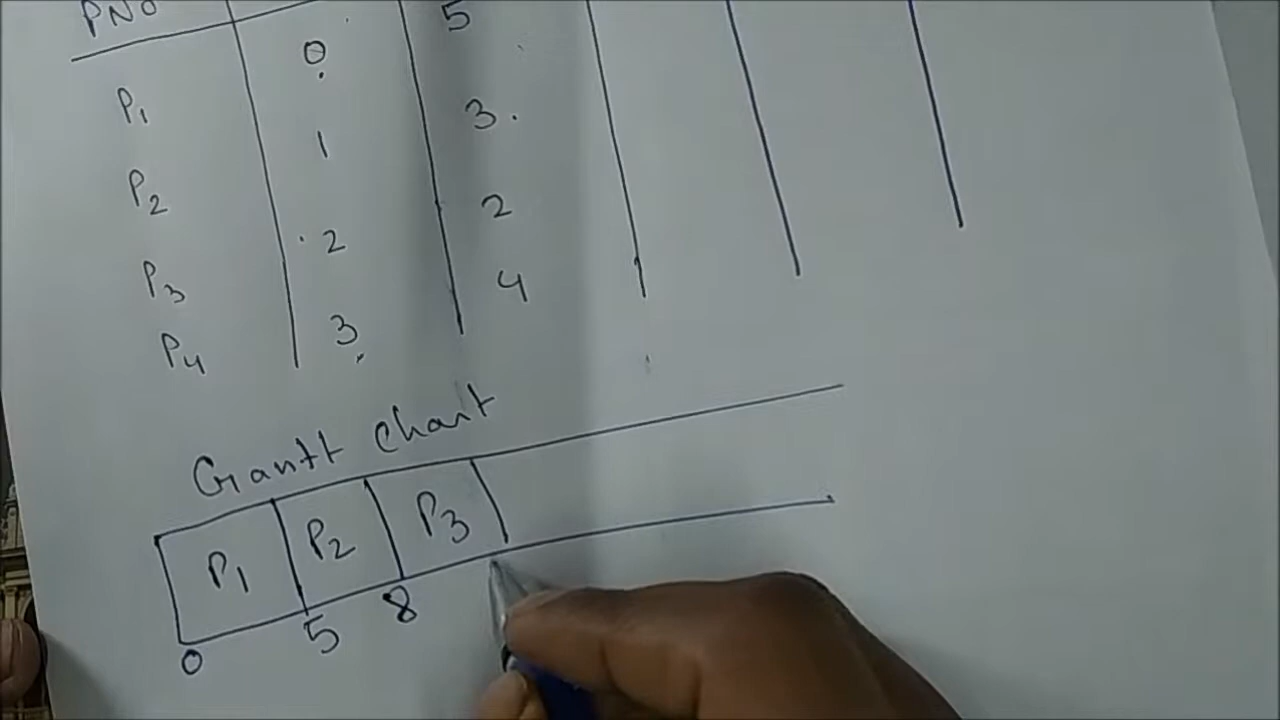 PNO
P1 0 5
P2 1 3
P3 2 2
P4 3 4
Gantt Chart
P1 P2 P3
0 5 8